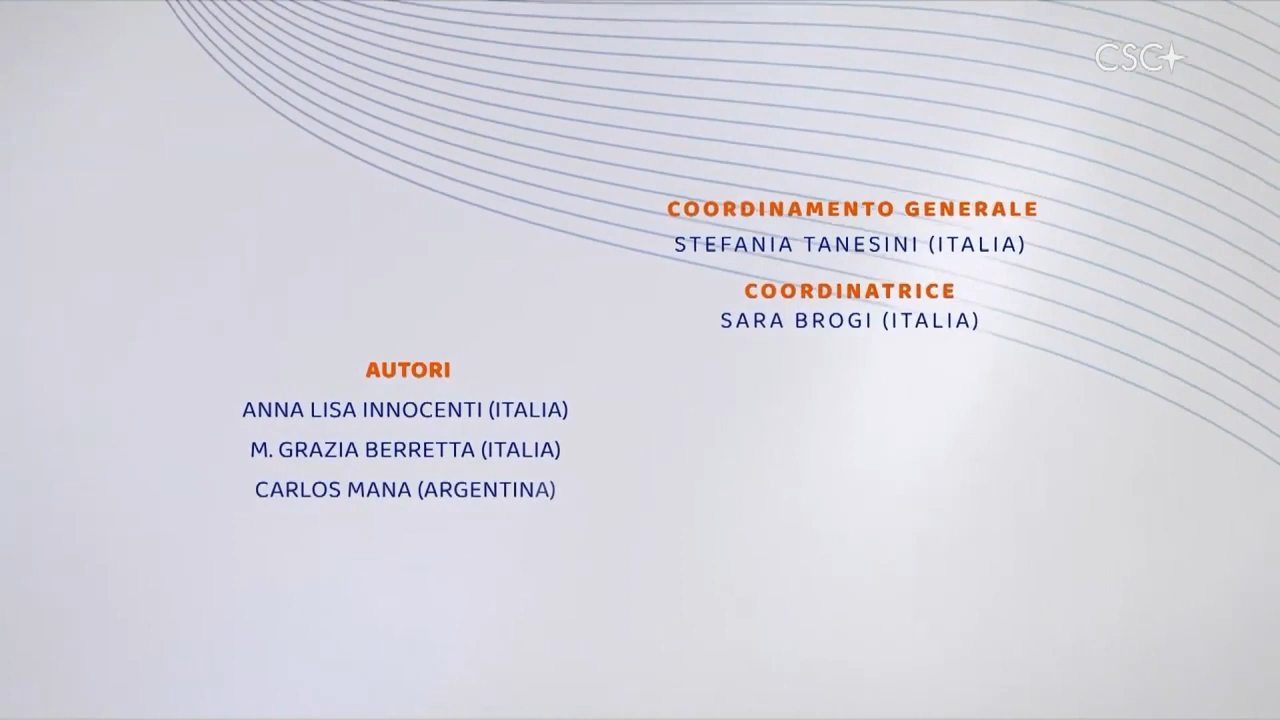 CSC
COORDINAMENTO GENERALE
STEFANIA TANESINI (ITALIA)
COORDINATRICE
SARA BROGI (ITALIA)
AUTORI
ANNA LISA INNOCENTI (ITALIA)
M. GRAZIA BERRETTA (ITALIA)
CARLOS MANA (ARGENTINA)